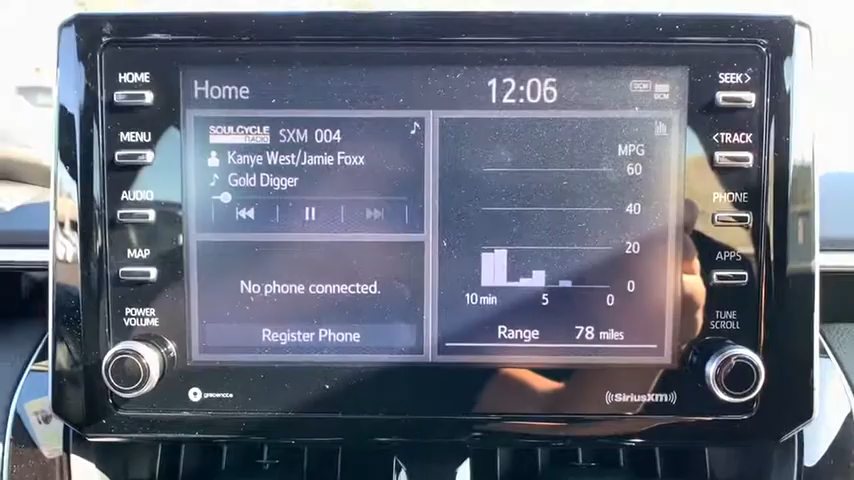 HOME
MENU
AUDIO
MAP
POWER
VOLUME
Home
12:06
DCM
DCM
SOULCYCLE
RADIO
SXM 004
Kanye West/Jamie Foxx
Gold Digger
No phone connected.
Register Phone
MPG
60
40
20
0
10 min
5
0
Range
78 miles
SEEK>
<TRACK
PHONE
APPS
TUNE
SCROLL
gracenote
SiriusXM